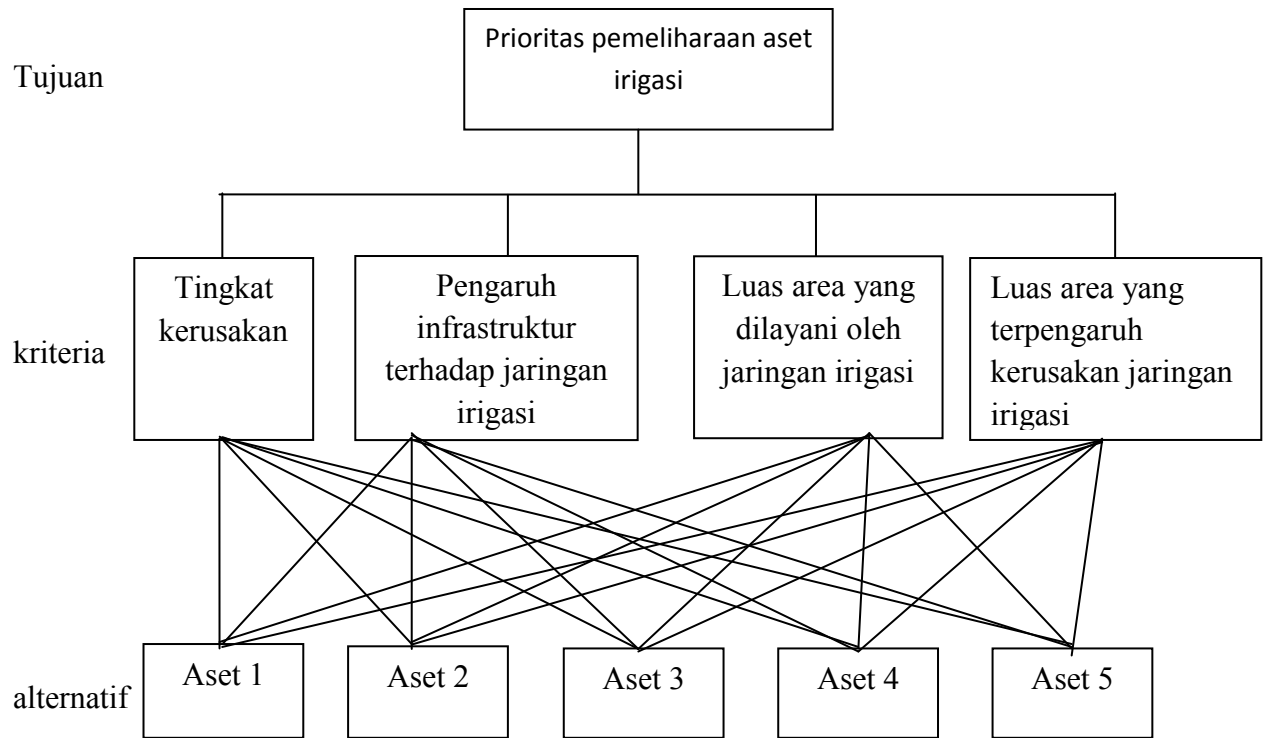 Prioritas pemeliharaan aset
irigasi
Tujuan
Tingkat
kerusakan
Pengaruh
infrastruktur
terhadap jaringan
irigasi
Luas area yang
dilayani oleh
jaringan irigasi
Luas area yang
terpengaruh
kerusakan jaringan
irigasi
kriteria
Aset 1
Aset 2
Aset 3
Aset 4
Aset 5
alternatif